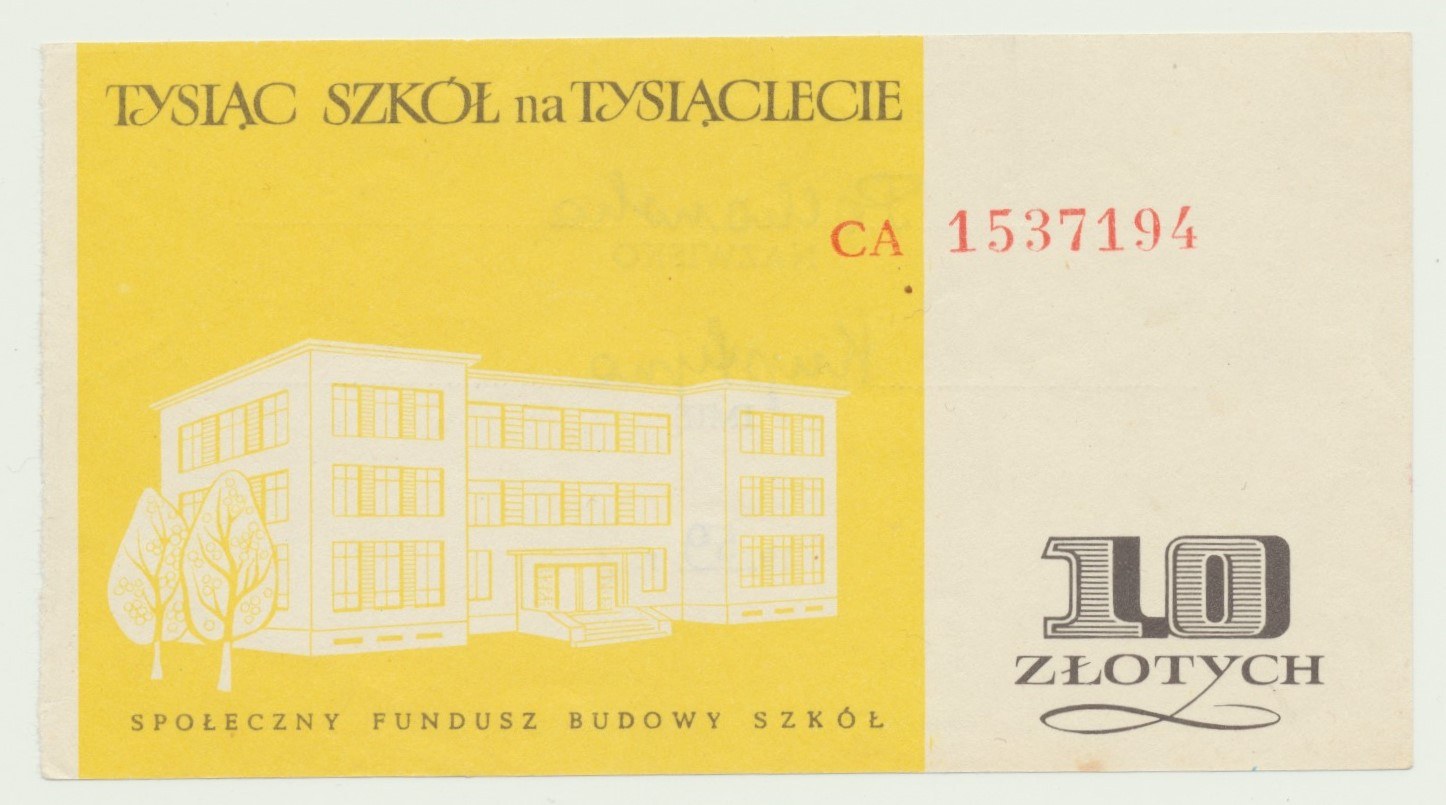 TYSIĄC SZKÓŁ na TYSIĄCLECIE
CA 1537194
10
ZŁOTYCH
SPOŁECZNY FUNDUSZ BUDOWY SZKÓŁ